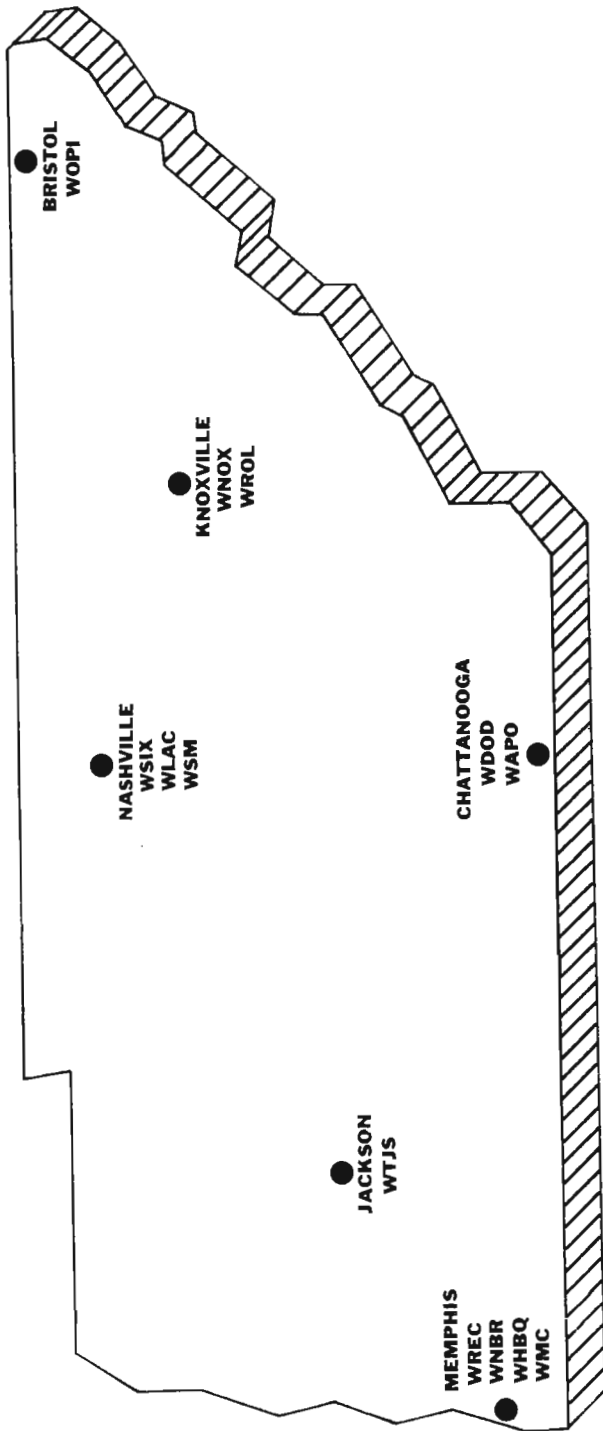 BRISTOL
WOPI
KNOXVILLE
WNOX
WROL
NASHVILLE
WSIX
WLAC
WSM
CHATTANOOGA
WDOD
WAPO
JACKSON
WTJS
MEMPHIS
WREC
WNBR
WHBQ
WMC